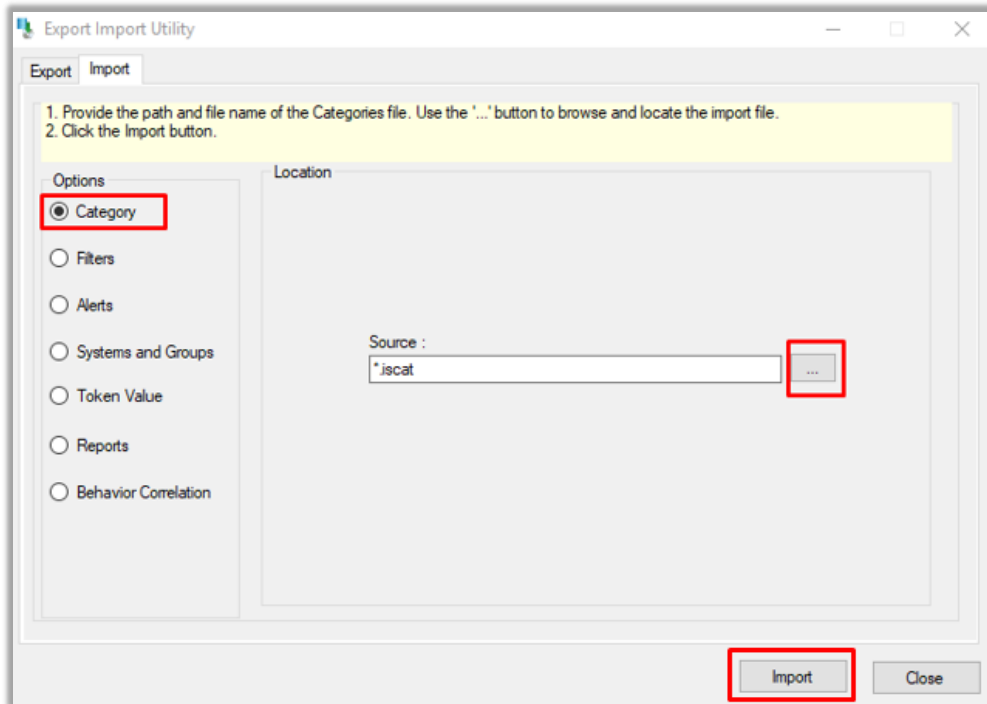 Export Import Utility
Export Import
1. Provide the path and file name of the Categories file. Use the '...' button to browse and locate the import file.
2. Click the Import button.
Options
Location
Category
Filters
Alerts
Systems and Groups
Token Value
Reports
Behavior Correlation
Source :
*.iscat
...
Import Close